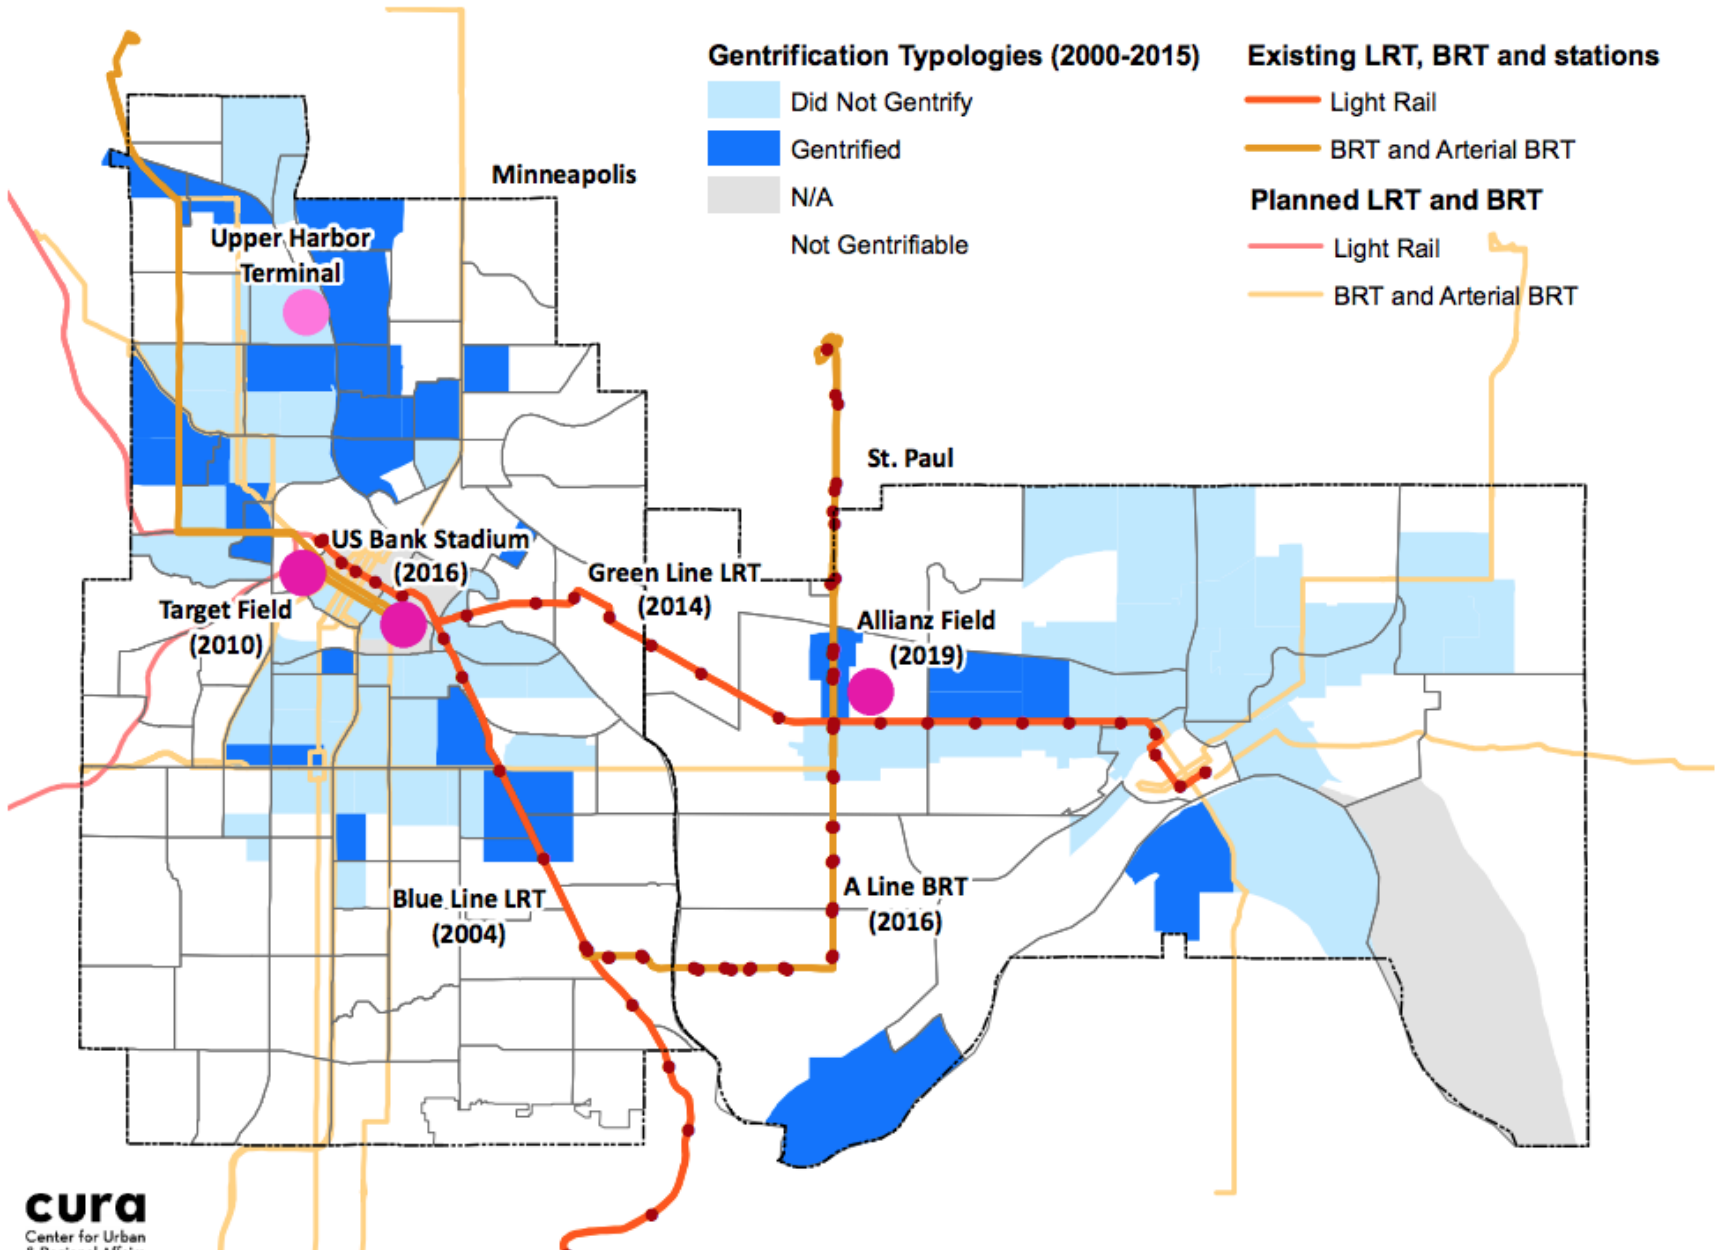 Gentrification Typologies (2000-2015)
Did Not Gentrify
Gentrified
N/A
Not Gentrifiable
Existing LRT, BRT and stations
Light Rail
BRT and Arterial BRT
Planned LRT and BRT
Light Rail
BRT and Arterial BRT
Minneapolis
Upper Harbor
Terminal
St. Paul
US Bank Stadium
(2016)
Green Line LRT
(2014)
Target Field
(2010)
Allianz Field
(2019)
Blue Line LRT
(2004)
A Line BRT
(2016)
cura
Center for Urban
& Regional Affairs